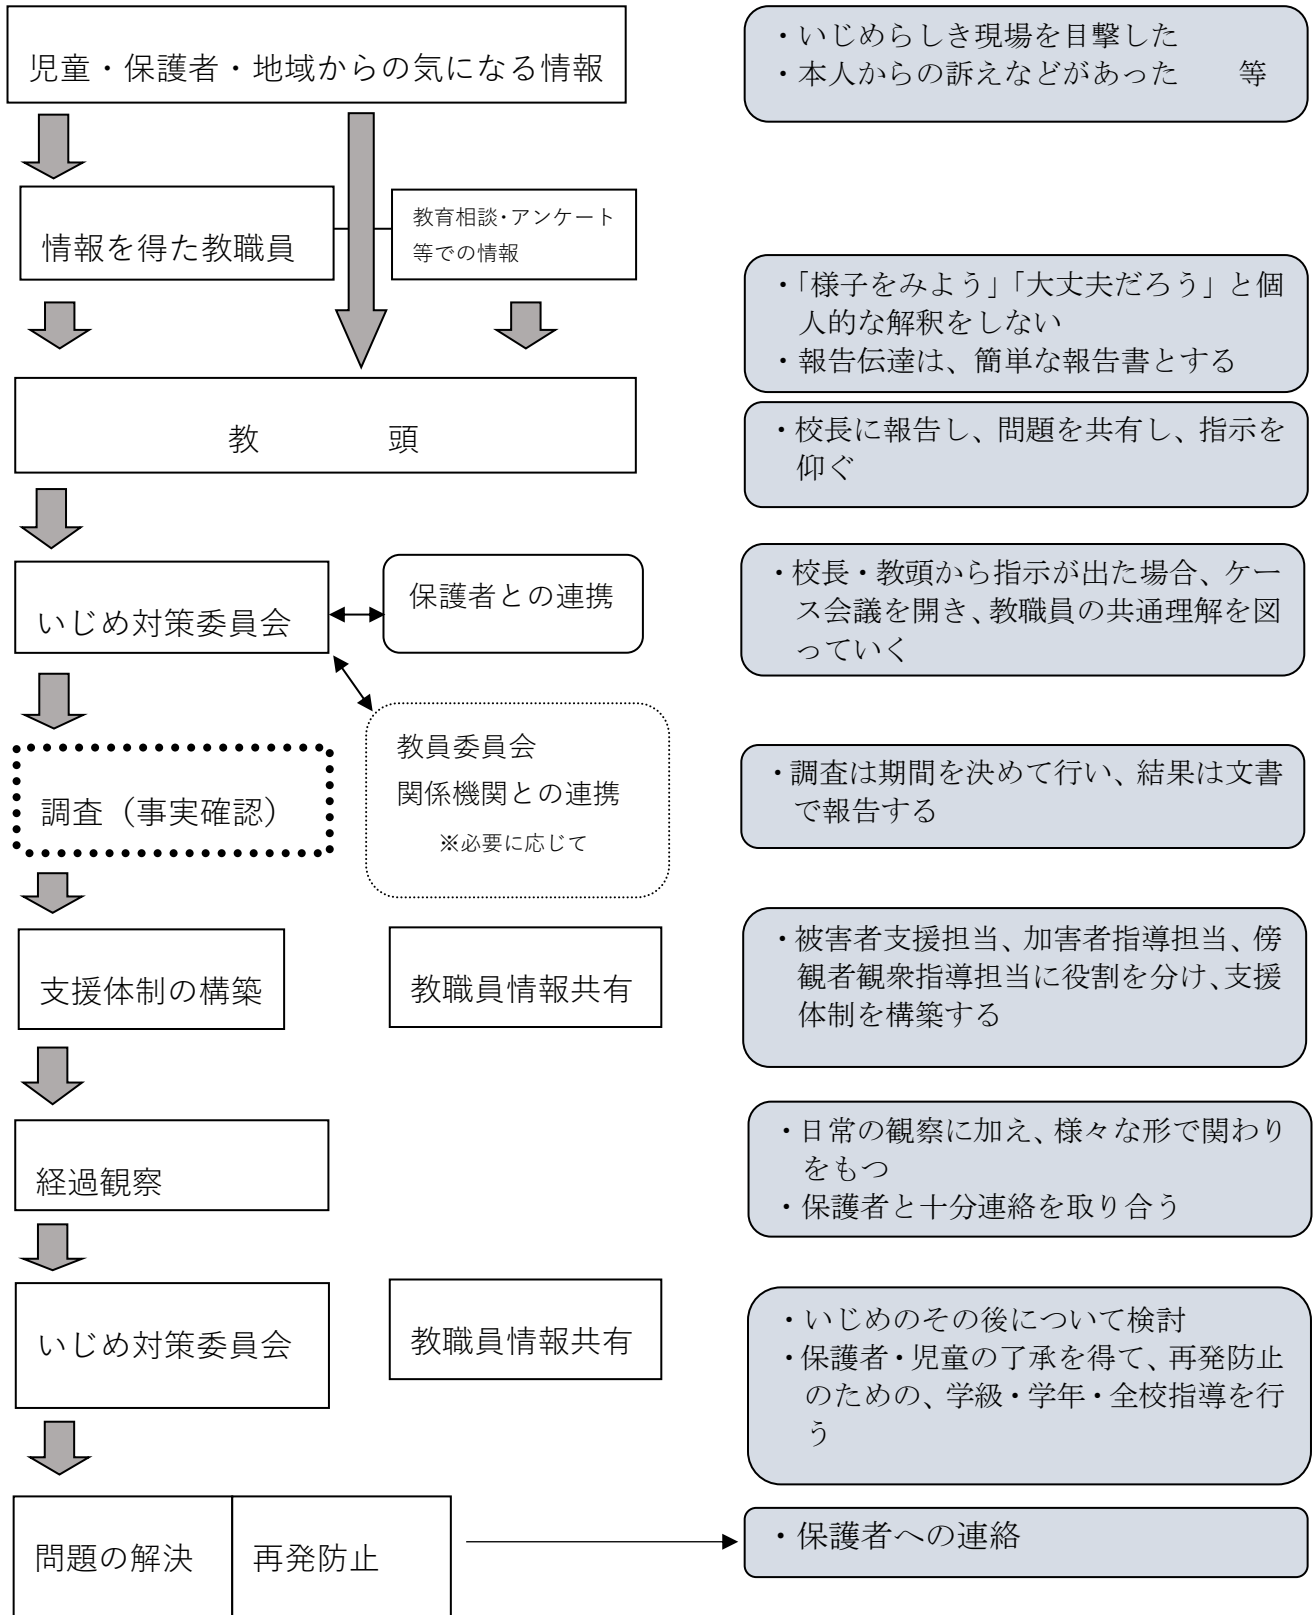 児童・保護者・地域からの気になる情報
・いじめらしき現場を目撃した
・本人からの訴えなどがあった　　等
情報を得た教職員
教育相談・アンケート
等での情報
・「様子をみよう」「大丈夫だろう」と個
人的な解釈をしない
・報告伝達は、簡単な報告書とする
教　　　　頭
・校長に報告し、問題を共有し、指示を
仰ぐ
いじめ対策委員会
保護者との連携
・校長・教頭から指示が出た場合、ケー
ス会議を開き、教職員の共通理解を図
っていく
教員委員会
関係機関との連携
※必要に応じて
調査（事実確認）
・調査は期間を決めて行い、結果は文書
で報告する
支援体制の構築
教職員情報共有
・被害者支援担当、加害者指導担当、傍
観者観衆指導担当に役割を分け、支援
体制を構築する
経過観察
・日常の観察に加え、様々な形で関わり
をもつ
・保護者と十分連絡を取り合う
いじめ対策委員会
教職員情報共有
・いじめのその後について検討
・保護者・児童の了承を得て、再発防止
のための、学級・学年・全校指導を行
う
問題の解決
再発防止
・保護者への連絡